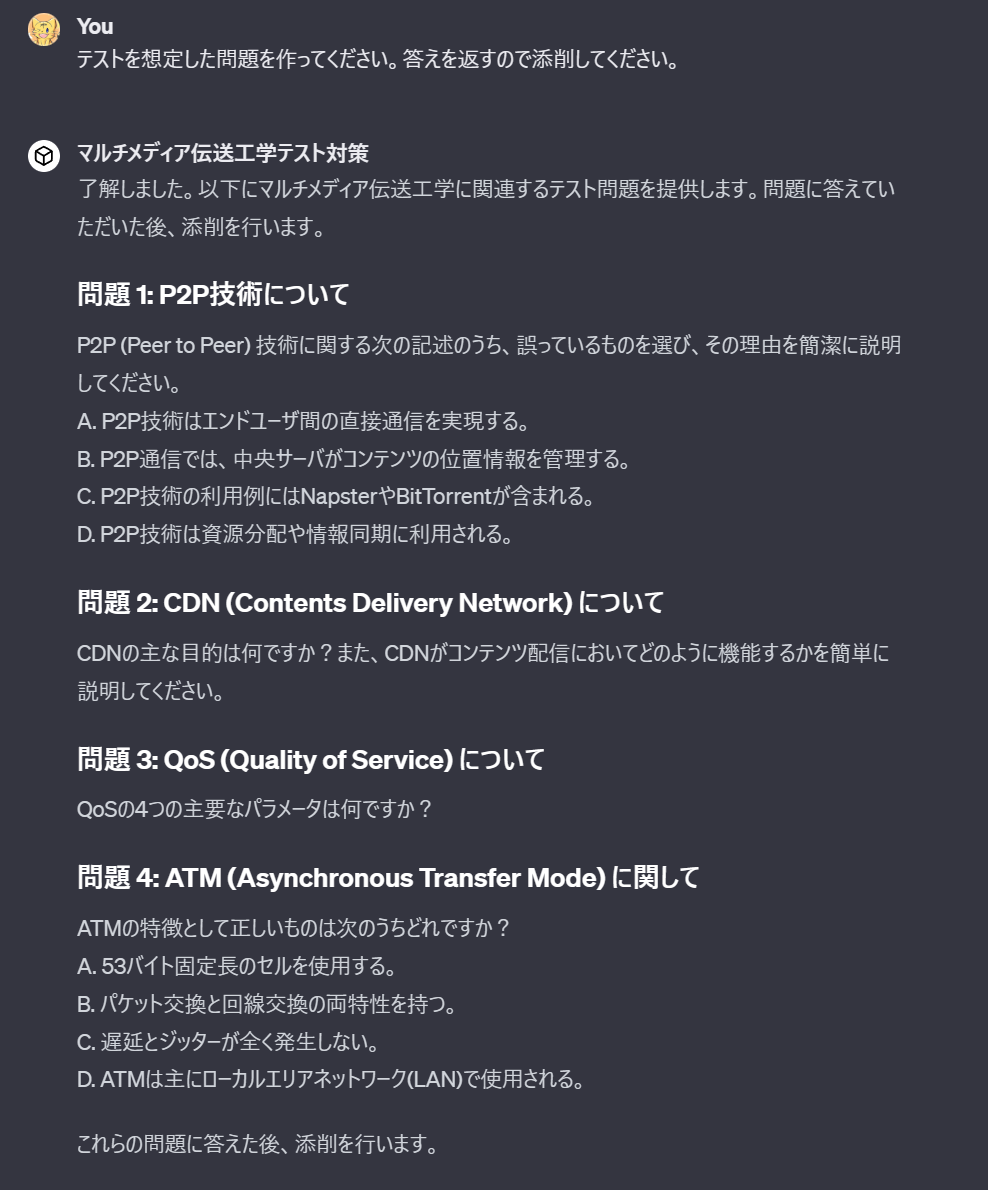 You
テストを想定した問題を作ってください。答えを返すので添削してください。
マルチメディア伝送工学テスト対策
了解しました。以下にマルチメディア伝送工学に関連するテスト問題を提供します。問題に答えてい
ただいた後、添削を行います。
問題 1: P2P技術について
P2P (Peer to Peer) 技術に関する次の記述のうち、誤っているものを選び、その理由を簡潔に説明
してください。
A. P2P技術はエンドユーザ間の直接通信を実現する。
B. P2P通信では、中央サーバがコンテンツの位置情報を管理する。
C. P2P技術の利用例にはNapsterやBitTorrentが含まれる。
D. P2P技術は資源分配や情報同期に利用される。
問題 2: CDN (Contents Delivery Network) について
CDNの主な目的は何ですか？また、CDNがコンテンツ配信においてどのように機能するかを簡単に
説明してください。
問題 3: QoS (Quality of Service) について
QoSの4つの主要なパラメータは何ですか？
問題 4: ATM (Asynchronous Transfer Mode) に関して
ATMの特徴として正しいものは次のうちどれですか？
A. 53バイト固定長のセルを使用する。
B. パケット交換と回線交換の両特性を持つ。
C. 遅延とジッターが全く発生しない。
D. ATMは主にローカルエリアネットワーク(LAN)で使用される。
これらの問題に答えた後、添削を行います。